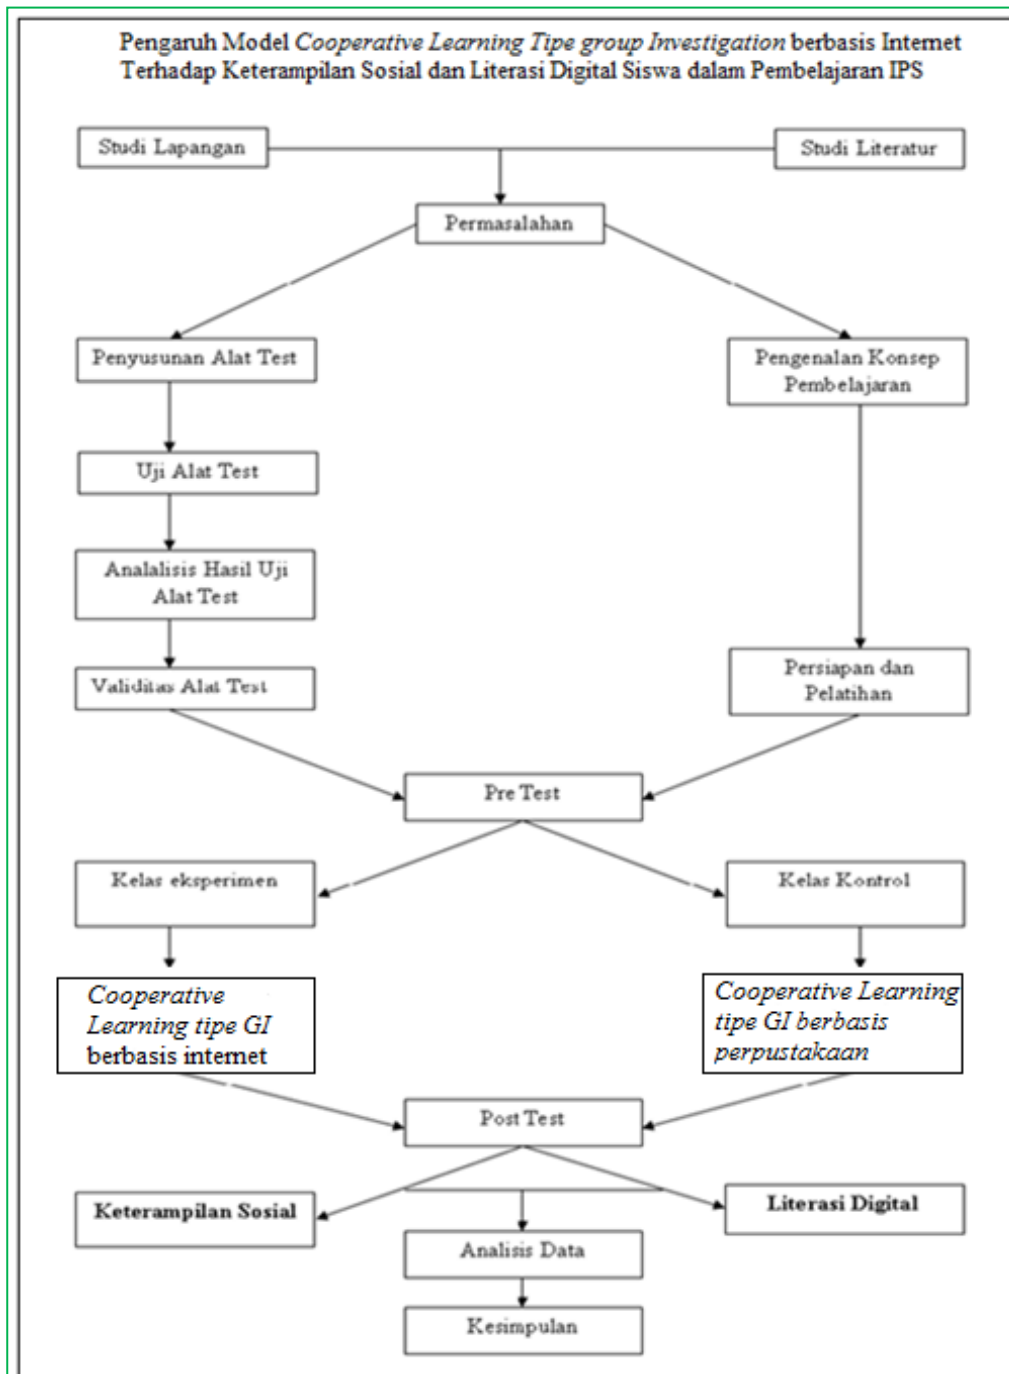 Pengaruh Model Cooperative Learning Tipe group Investigation berbasis Internet
Terhadap Keterampilan Sosial dan Literasi Digital Siswa dalam Pembelajaran IPS
Studi Lapangan
Studi Literatur
Permasalahan
Penyusunan Alat Test
Pengenalan Konsep
Pembelajaran
Uji Alat Test
Analalisis Hasil Uji
Alat Test
Validitas Alat Test
Persiapan dan
Pelatihan
Pre Test
Kelas eksperimen
Kelas Kontrol
Cooperative
Learning tipe GI
berbasis internet
Cooperative Learning
tipe GI berbasis
perpustakaan
Post Test
Keterampilan Sosial
Literasi Digital
Analisis Data
Kesimpulan